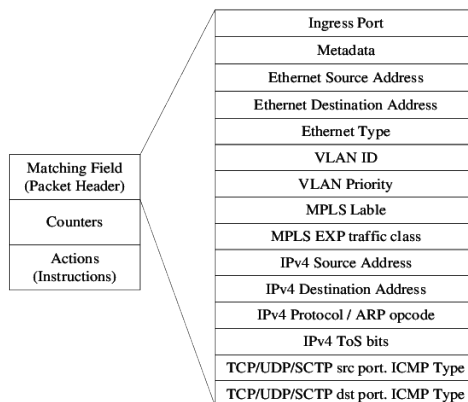 Matching Field
(Packet Header)
Counters
Actions
(Instructions)
Ingress Port
Metadata
Ethernet Source Address
Ethernet Destination Address
Ethernet Type
VLAN ID
VLAN Priority
MPLS Lable
MPLS EXP traffic class
IPv4 Source Address
IPv4 Destination Address
IPv4 Protocol / ARP opcode
IPv4 ToS bits
TCP/UDP/SCTP src port. ICMP Type
TCP/UDP/SCTP dst port. ICMP Type